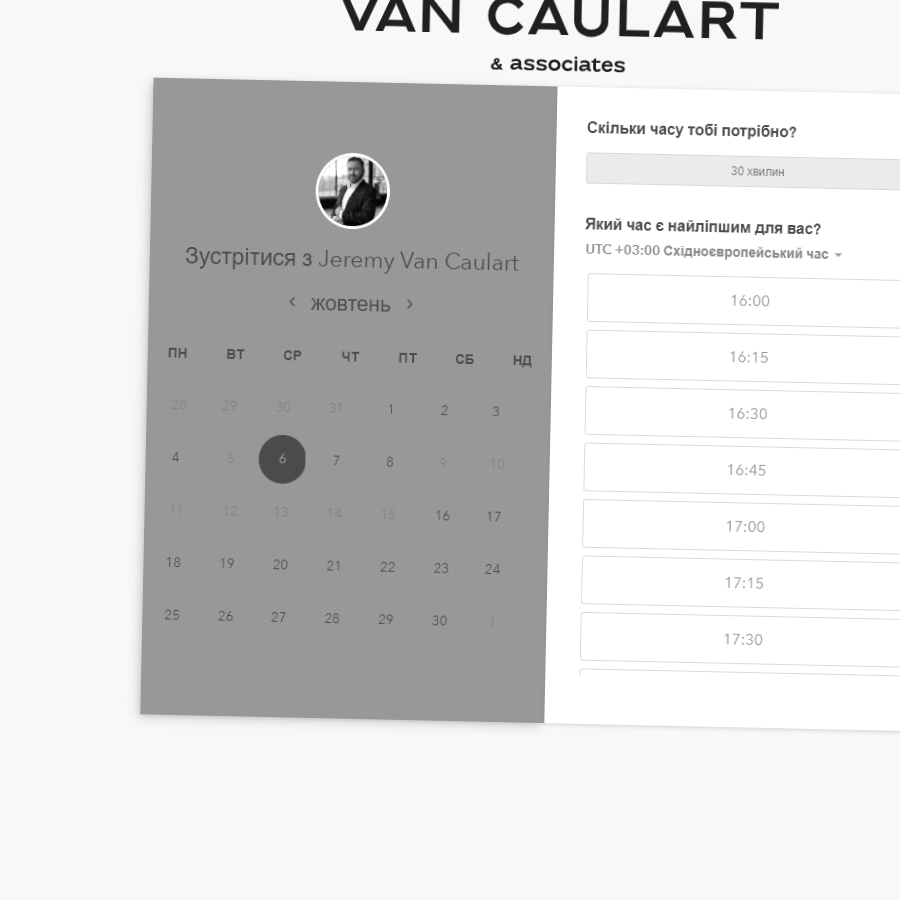 VAN CAULART
& associates
Зустрітися з Jeremy Van Caulart
жовтень
ПН ВТ СР ЧТ ПТ СБ НД
28 29 30 31 1 2 3
4 5 6 7 8 9 10
11 12 13 14 15 16 17
18 19 20 21 22 23 24
25 26 27 28 29 30 1
Скільки часу тобі потрібно?
30 хвилин
Який час є найліпшим для вас?
UTC +03:00 Східноєвропейський час
16:00
16:15
16:30
16:45
17:00
17:15
17:30